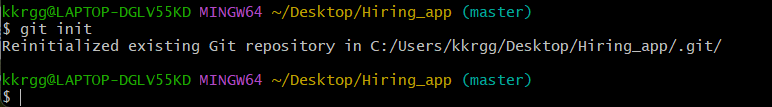 kkrgg@LAPTOP-DGLV55KD MINGW64 ~/Desktop/Hiring_app (master)
$ git init
Reinitialized existing Git repository in C:/Users/kkrgg/Desktop/Hiring_app/.git/
kkrgg@LAPTOP-DGLV55KD MINGW64 ~/Desktop/Hiring_app (master)
$